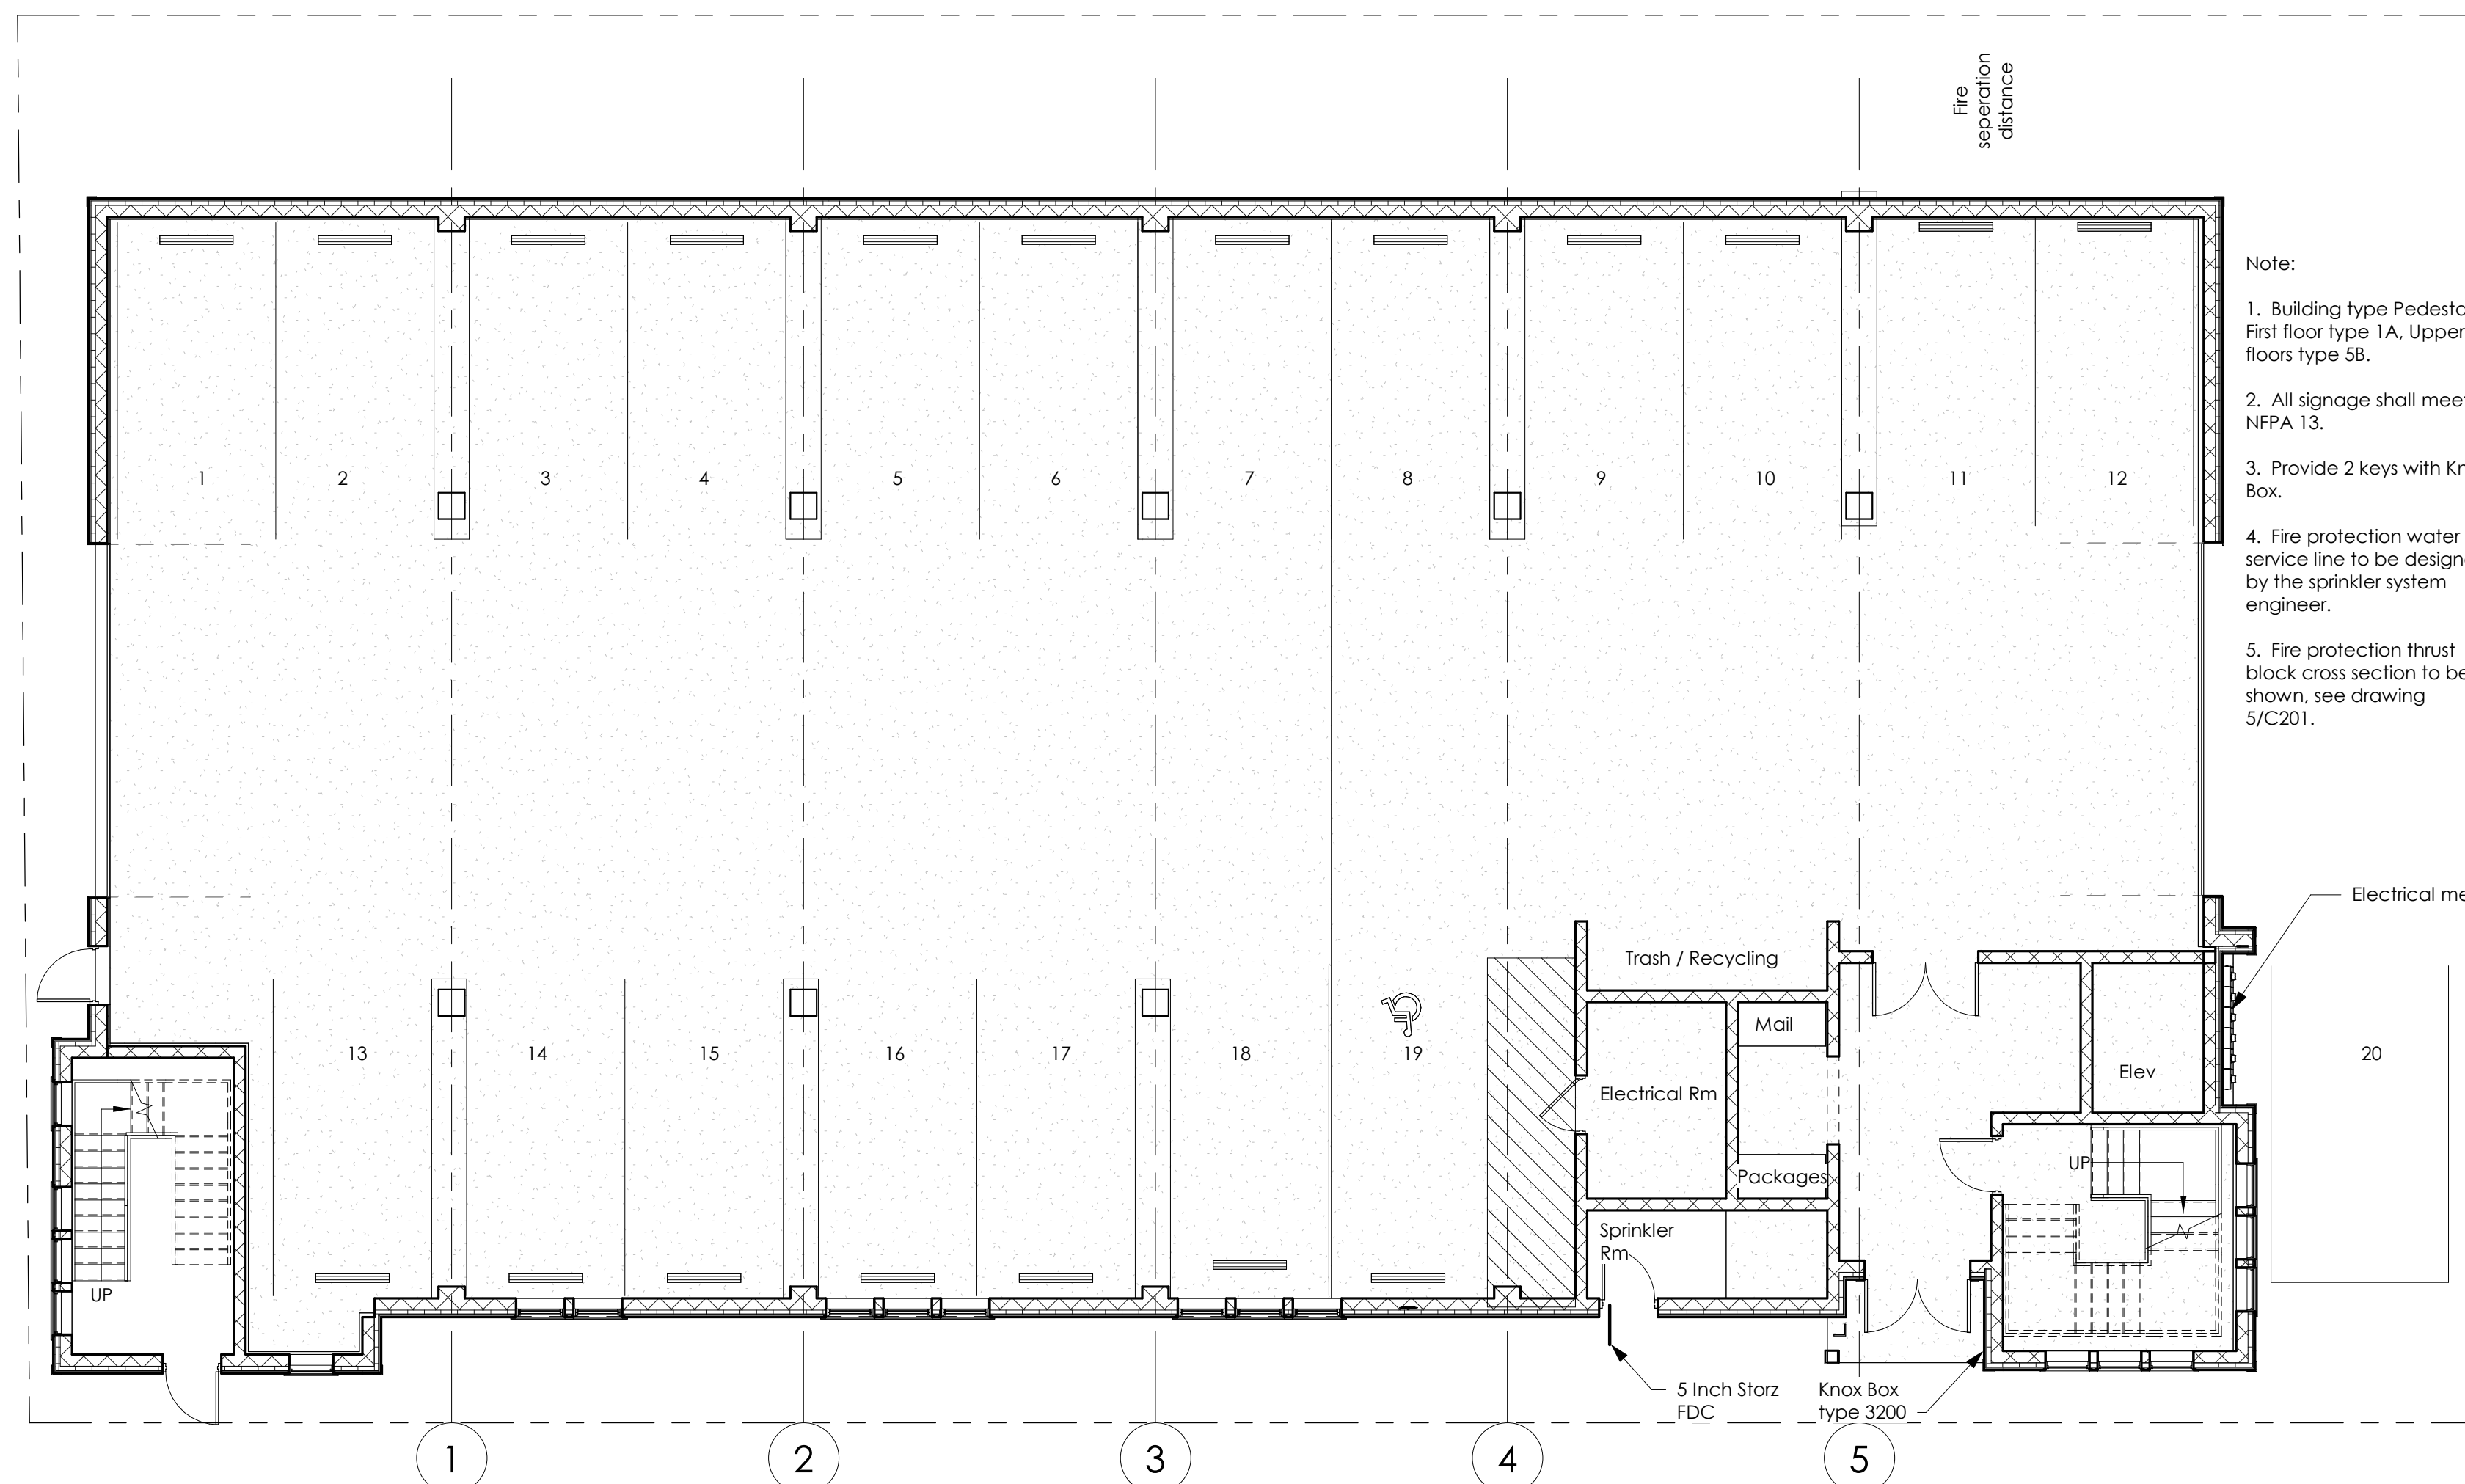 Fire
seperation
distance
Note:
1. Building type
First floor type 1A, Upper
floors type 5B.
2. All signage shall
NFPA 13.
3. Provide 2 keys with
Box.
4. Fire protection water
service line to be
by the sprinkler system
engineer.
5. Fire protection thrust
block cross section to be
shown, see drawing
5/C201.
1
2
3
4
5
6
7
8
9
10
11
12
Electrical
Trash / Recycling
Mail
13
14
15
16
17
18
19
20
Elev
Electrical Rm
UP
Packages
Sprinkler
Rm
UP
5 Inch Storz
FDC
Knox Box
type 3200
1
2
3
4
5